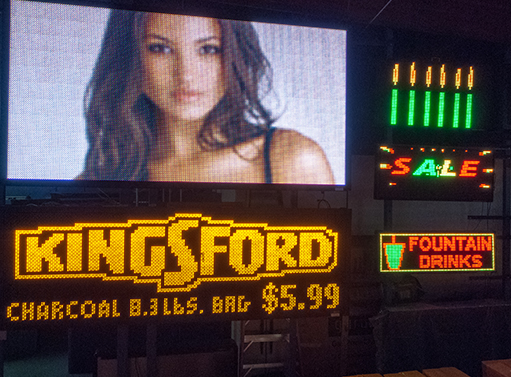 SALE
KINGSFORD
CHARCOAL 8.3 LBS. BAG $5.99
FOUNTAIN
DRINKS